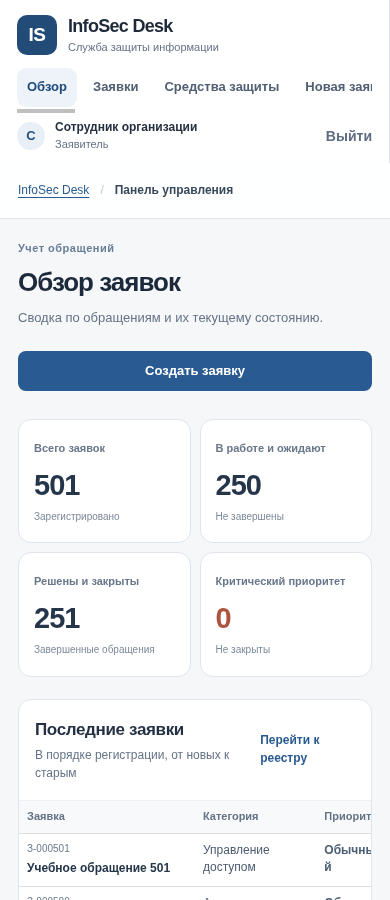 IS
InfoSec Desk
Служба защиты информации
Обзор Заявки Средства защиты Новая
С
Сотрудник организации
Заявитель
Выйти
InfoSec Desk / Панель управления
Учет обращений
Обзор заявок
Сводка по обращениям и их текущему состоянию.
Создать заявку
Всего заявок
501
Зарегистрировано
В работе и ожидают
250
Не завершены
Решены и закрыты
251
Завершенные обращения
Критический приоритет
0
Не закрыты
Последние заявки
В порядке регистрации, от новых к
старым
Перейти к
реестру
Заявка Категория Приорит
З-000501
Учебное обращение 501
Управление
доступом
Обычны
й